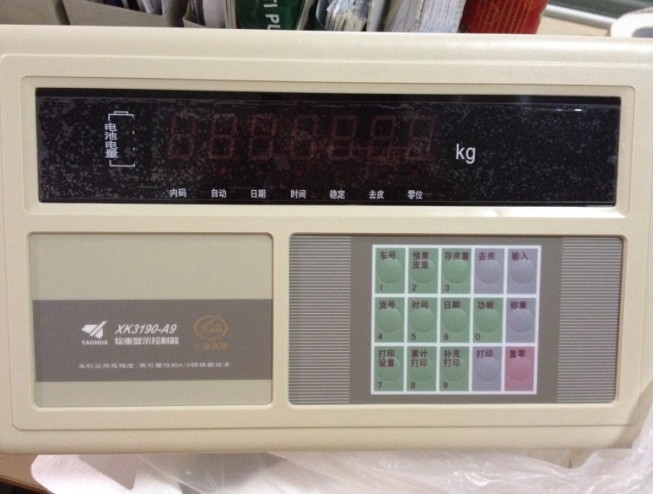 电池电量
kg
内码 自动 日期 时间 稳定 去皮 零位
XK3190-A9
YAOHUA 称重显示控制器
车号 预置皮重 存皮重 去皮 输入
1 2 3
货号 时间 日期 功能 称重
4 5 6 0
打印设置 累计打印 补充打印 打印 置零
7 8 9